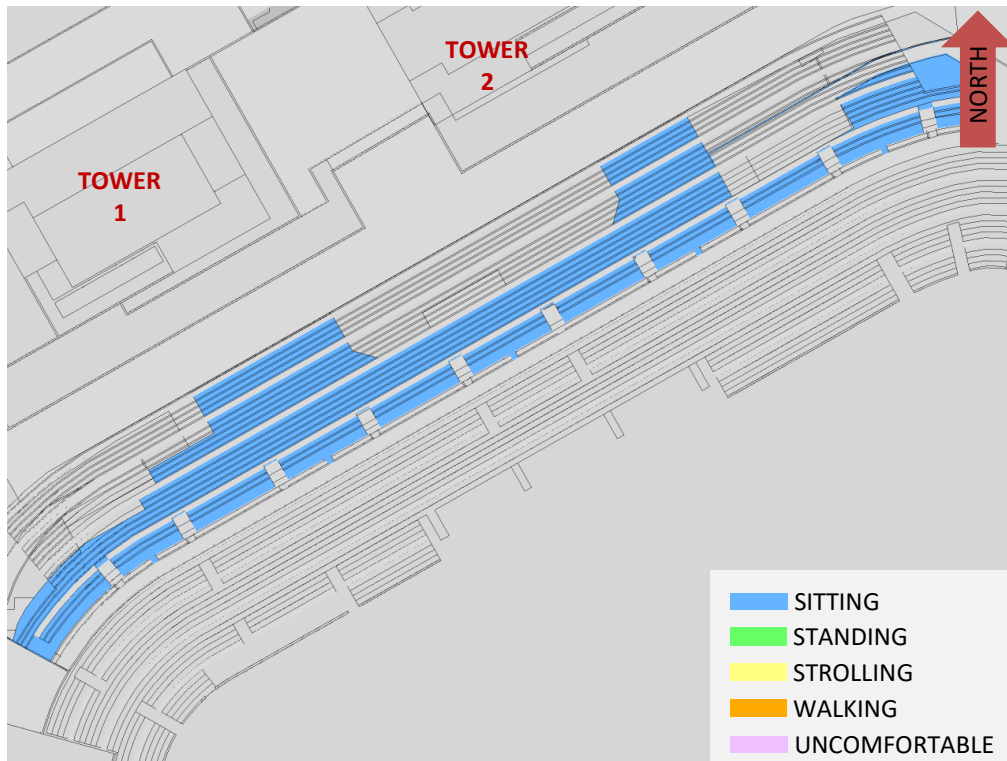 TOWER
2
NORTH
TOWER
1
SITTING
STANDING
STROLLING
WALKING
UNCOMFORTABLE